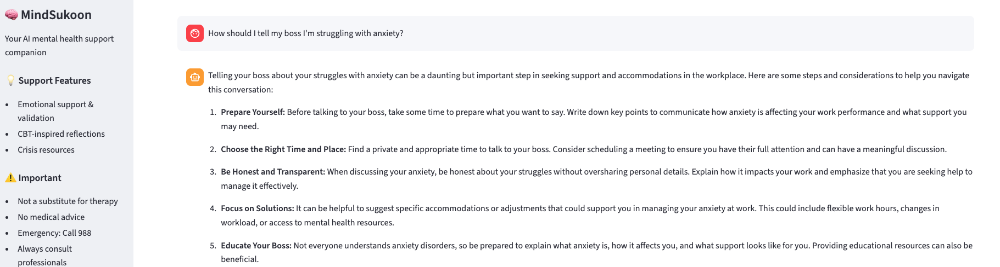 🧠 MindSukoon
Your AI mental health support
companion
💡 Support Features
• Emotional support &
validation
• CBT-inspired reflections
• Crisis resources
⚠️ Important
• Not a substitute for therapy
• No medical advice
• Emergency: Call 988
• Always consult
professionals
How should I tell my boss I'm struggling with anxiety?
Telling your boss about your struggles with anxiety can be a daunting but important step in seeking support and accommodations in the workplace. Here are some steps and considerations to help you navigate
this conversation:
1. Prepare Yourself: Before talking to your boss, take some time to prepare what you want to say. Write down key points to communicate how anxiety is affecting your work performance and what support you
may need.
2. Choose the Right Time and Place: Find a private and appropriate time to talk to your boss. Consider scheduling a meeting to ensure you have their full attention and can have a meaningful discussion.
3. Be Honest and Transparent: When discussing your anxiety, be honest about your struggles without oversharing personal details. Explain how it impacts your work and emphasize that you are seeking help to
manage it effectively.
4. Focus on Solutions: It can be helpful to suggest specific accommodations or adjustments that could support you in managing your anxiety at work. This could include flexible work hours, changes in
workload, or access to mental health resources.
5. Educate Your Boss: Not everyone understands anxiety disorders, so be prepared to explain what anxiety is, how it affects you, and what support looks like for you. Providing educational resources can also be
beneficial.